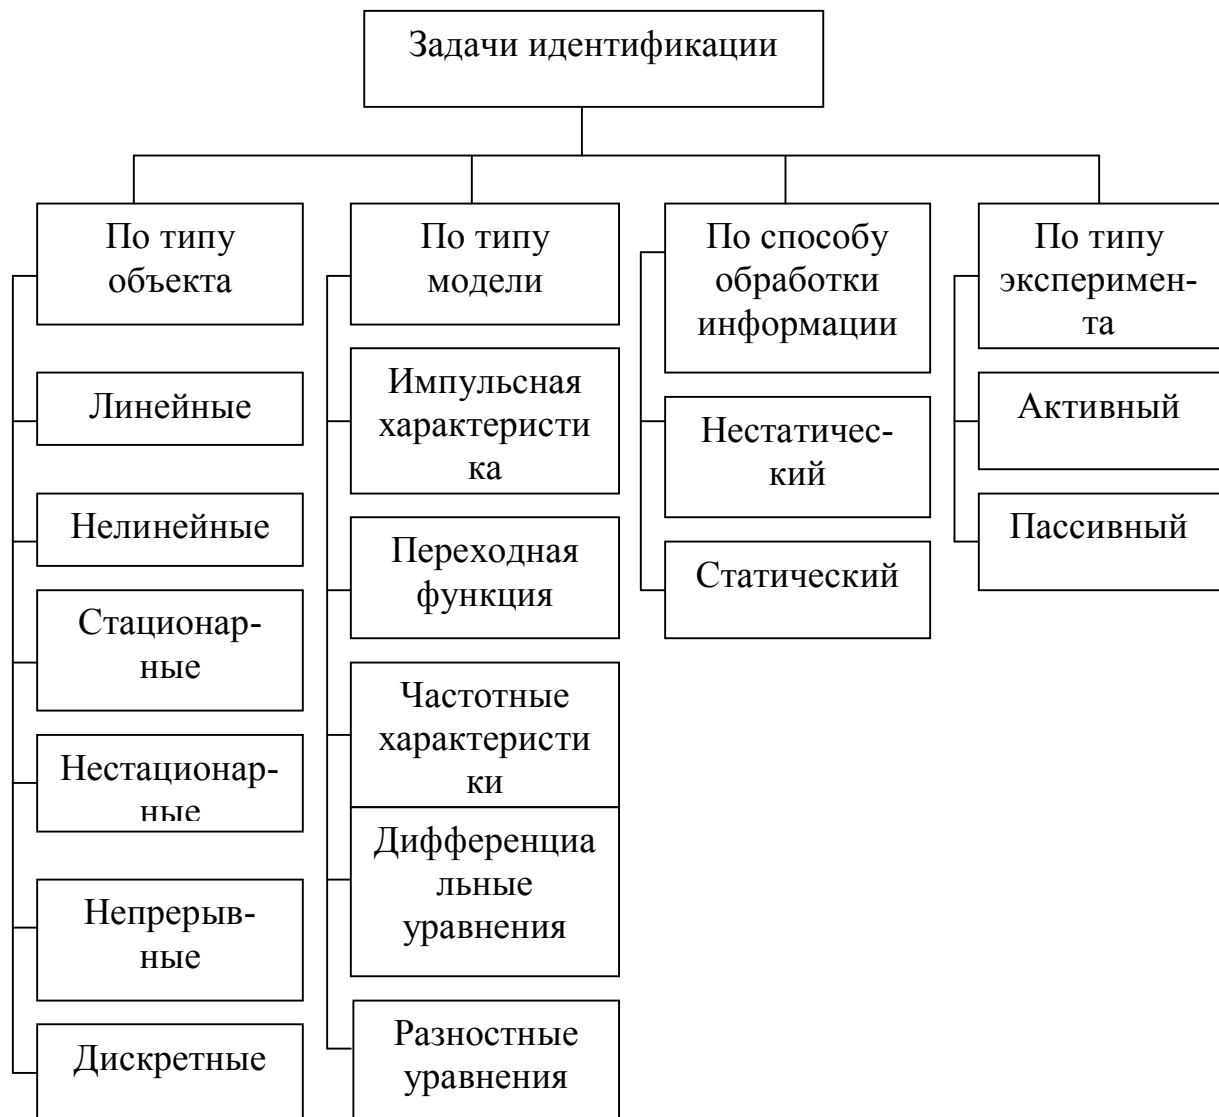 Задачи идентификации
По типу
объекта
Линейные
Нелинейные
Стационар-
ные
Нестационар-
ные
Непрерыв-
ные
Дискретные
По типу
модели
Импульсная
характеристи
ка
Переходная
функция
Частотные
характеристи
ки
Дифференциа
льные
уравнения
Разностные
уравнения
По способу
обработки
информации
Нестатичес-
кий
Статический
По типу
эксперимен-
та
Активный
Пассивный